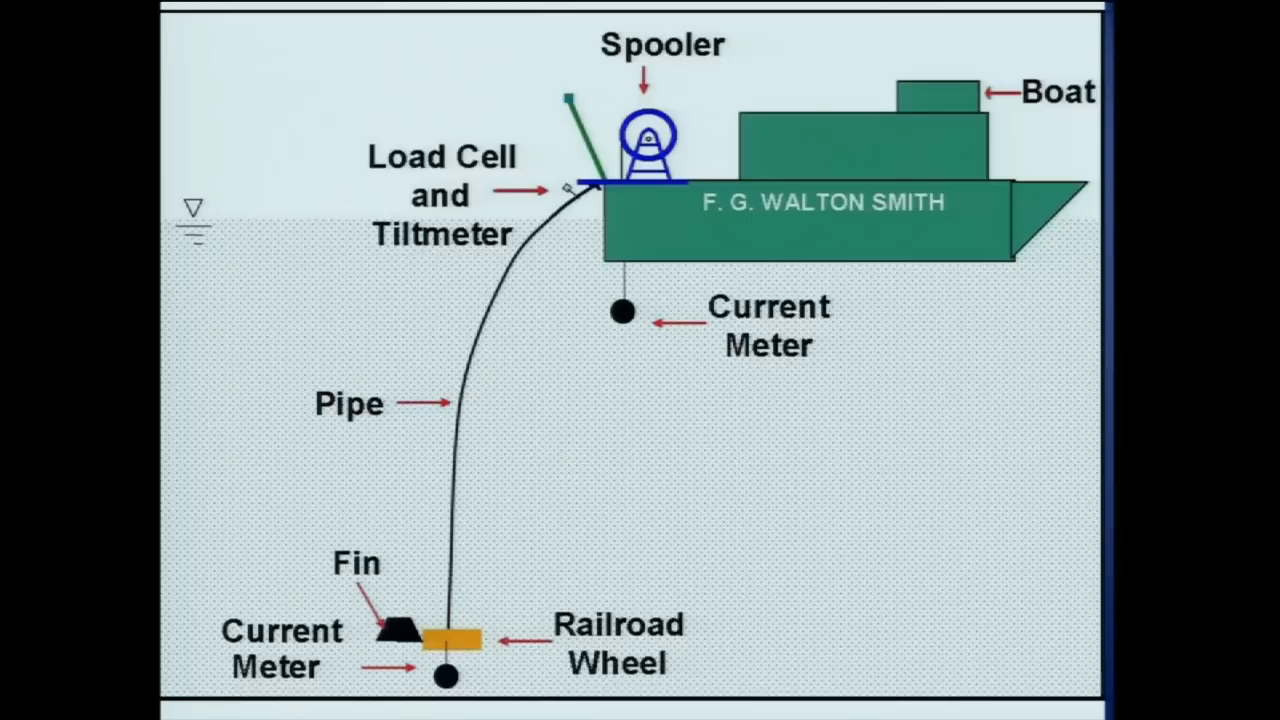 Spooler
Boat
Load Cell
and
Tiltmeter
F. G. WALTON SMITH
Current
Meter
Pipe
Fin
Current
Meter
Railroad
Wheel